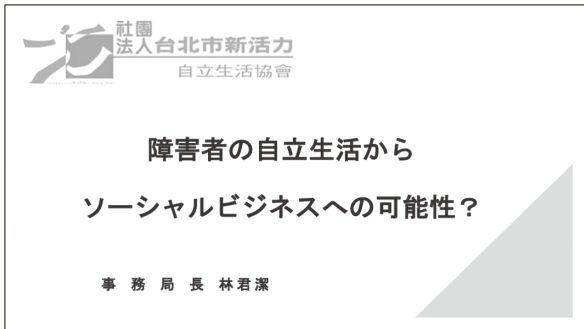 社團
法人台北市新活力
自立生活協會
障害者の自立生活から
ソーシャルビジネスへの可能性？
事務局長 林君潔